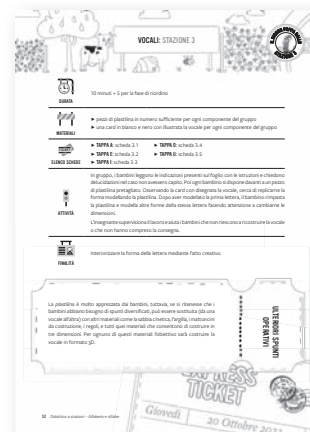 VOCALI: STAZIONE 3
DURATA
10 minuti + 5 per la fase di riordino
MATERIALI
► pezzi di plastilina in numero sufficiente per ogni componente del gruppo
► una card in bianco e nero con illustrata la vocale per ogni componente del gruppo
TICKET
ELENCO SCHEDE
► TAPPA A: scheda 3.1 ► TAPPA O: scheda 3.4
► TAPPA E: scheda 3.2 ► TAPPA U: scheda 3.5
► TAPPA I: scheda 3.3
ATTIVITÀ
In gruppo, i bambini leggono le indicazioni presenti sul foglio con le istruzioni e chiedono
delucidazioni nel caso non avessero capito. Poi ogni bambino si dispone davanti a un pezzo
di plastilina pretagliato. Osservando la card con disegnata la vocale, cerca di replicarne la
forma modellando la plastilina. Dopo aver modellato la prima lettera, il bambino rimpasta
la plastilina e modella altre forme della stessa lettera facendo attenzione a cambiarne le
dimensioni.
L'insegnante supervisiona il lavoro e aiuta i bambini che non riescono a ricostruire la vocale
o che non hanno compreso la consegna.
FINALITÀ
Interiorizzare la forma della lettera mediante l'atto creativo.
La plastilina è molto apprezzata dai bambini, tuttavia, se si ritenesse che i
bambini abbiano bisogno di spunti diversificati, può essere sostituita (da una
vocale all'altra) con altri materiali come la sabbia cinetica, l'argilla, i mattoncini
da costruzione, i regoli, e tutti quei materiali che consentono di costruire in
tre dimensioni. Per ognuno di questi materiali l'obiettivo sarà costruire la
vocale in formato 3D.
ULTERIORI SPUNTI
OPERATIVI
EXPRESS
TICKET
Giovedì 20 Ottobre
52 Didattica a stazioni – Alfabeto e sillabe